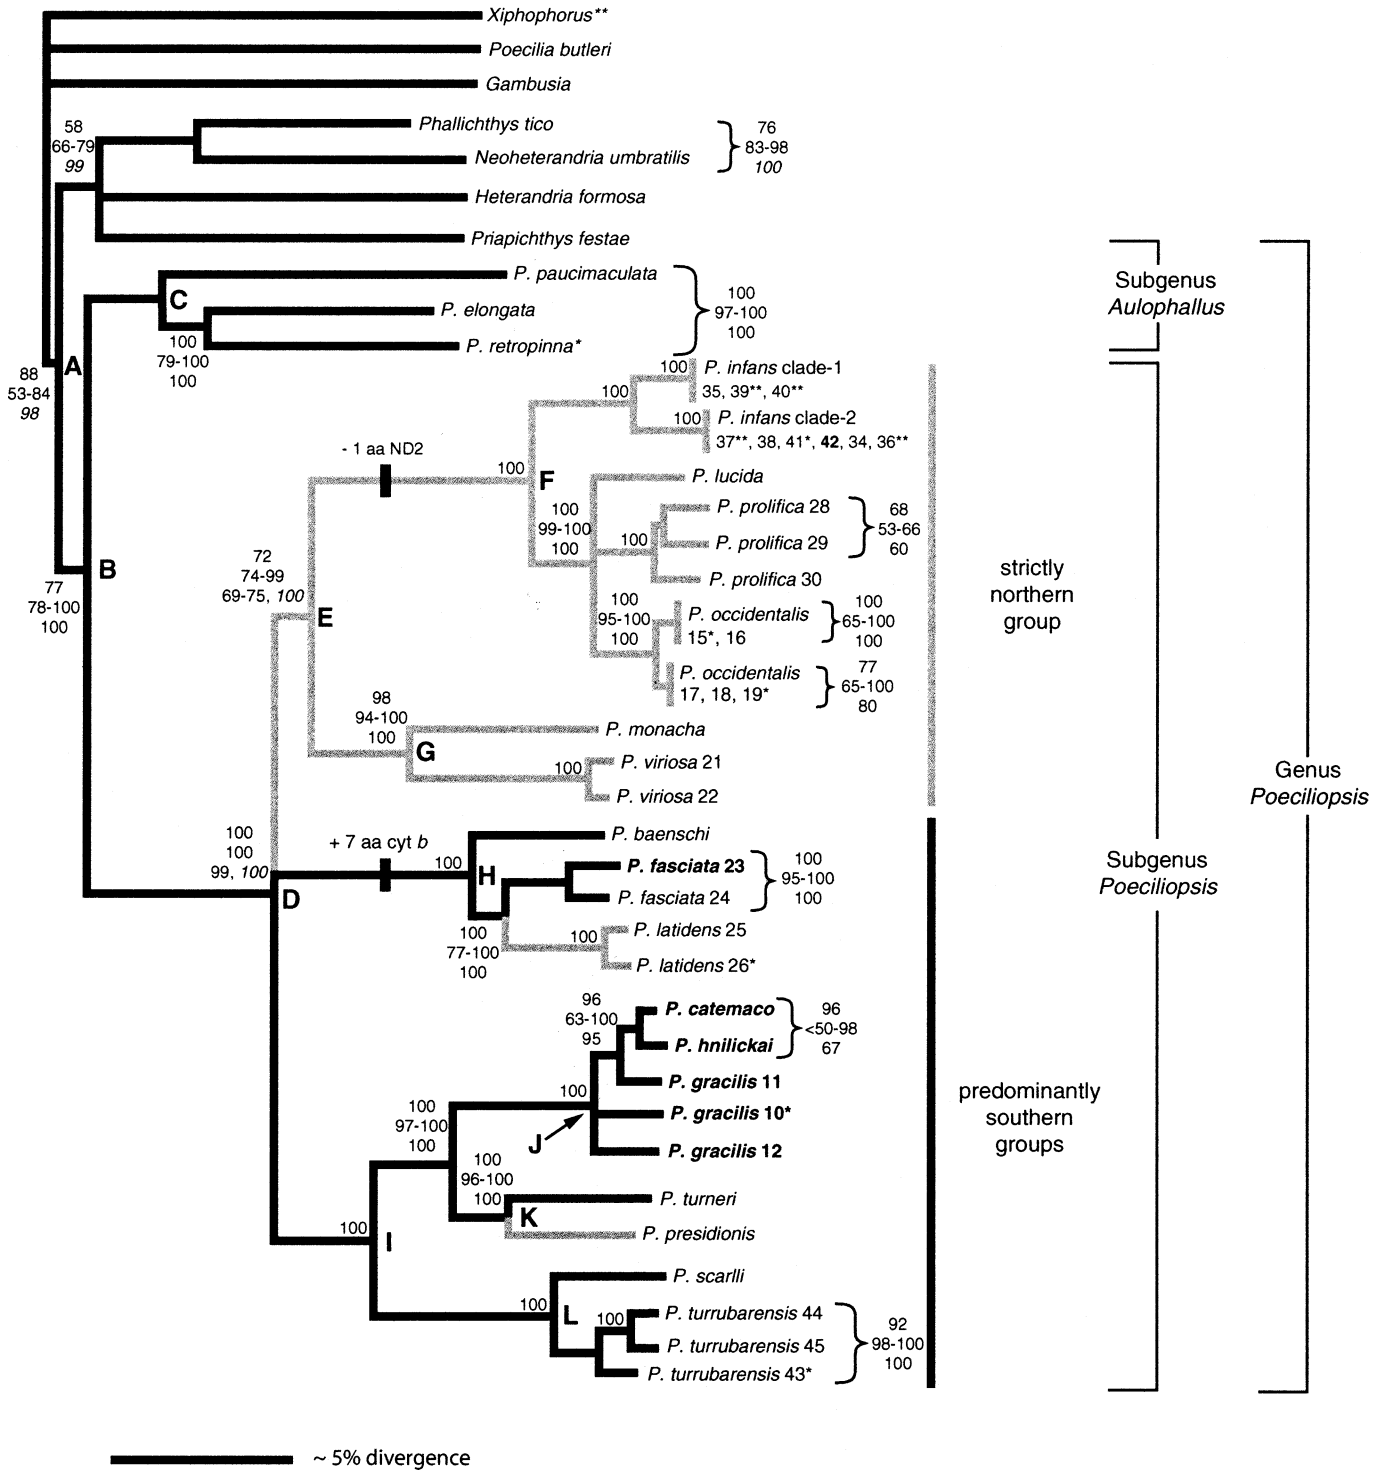 Xiphophorus**
Poecilia butleri
Gambusia
58
66-79
99
Phallichthys tico
Neoheterandria umbratilis
76
83-98
100
Heterandria formosa
Priapichthys festae
P. paucimaculata
C
P. elongata
P. retropinna*
100
79-100
100
100
97-100
100
Subgenus
Aulophallus
A
88
53-84
98
100
P. infans clade-1
35, 39**, 40**
100
100
P. infans clade-2
37**, 38, 41*, 42, 34, 36**
- 1 aa ND2
100
F
P. lucida
100
99-100
100
P. prolifica 28
100
P. prolifica 29
68
53-66
60
P. prolifica 30
B
77
78-100
100
72
74-99
69-75, 100
E
100
95-100
100
P. occidentalis
15*, 16
100
65-100
100
P. occidentalis
17, 18, 19*
77
65-100
80
strictly
northern
group
98
94-100
100
P. monacha
G
100
P. viriosa 21
P. viriosa 22
Genus
Poeciliopsis
100
100
99, 100
D
+ 7 aa cyt b
100
H
P. baenschi
P. fasciata 23
P. fasciata 24
100
95-100
100
Subgenus
Poeciliopsis
100
77-100
100
100
P. latidens 25
P. latidens 26*
96
63-100
95
P. catemaco
P. hnilickai
96
<50-98
67
P. gracilis 11
100
P. gracilis 10*
J
P. gracilis 12
predominantly
southern
groups
100
97-100
100
100
96-100
100
P. turneri
K
P. presidionis
100
I
P. scarlli
100
L
100
P. turrubarensis 44
P. turrubarensis 45
P. turrubarensis 43*
92
98-100
100
~ 5% divergence